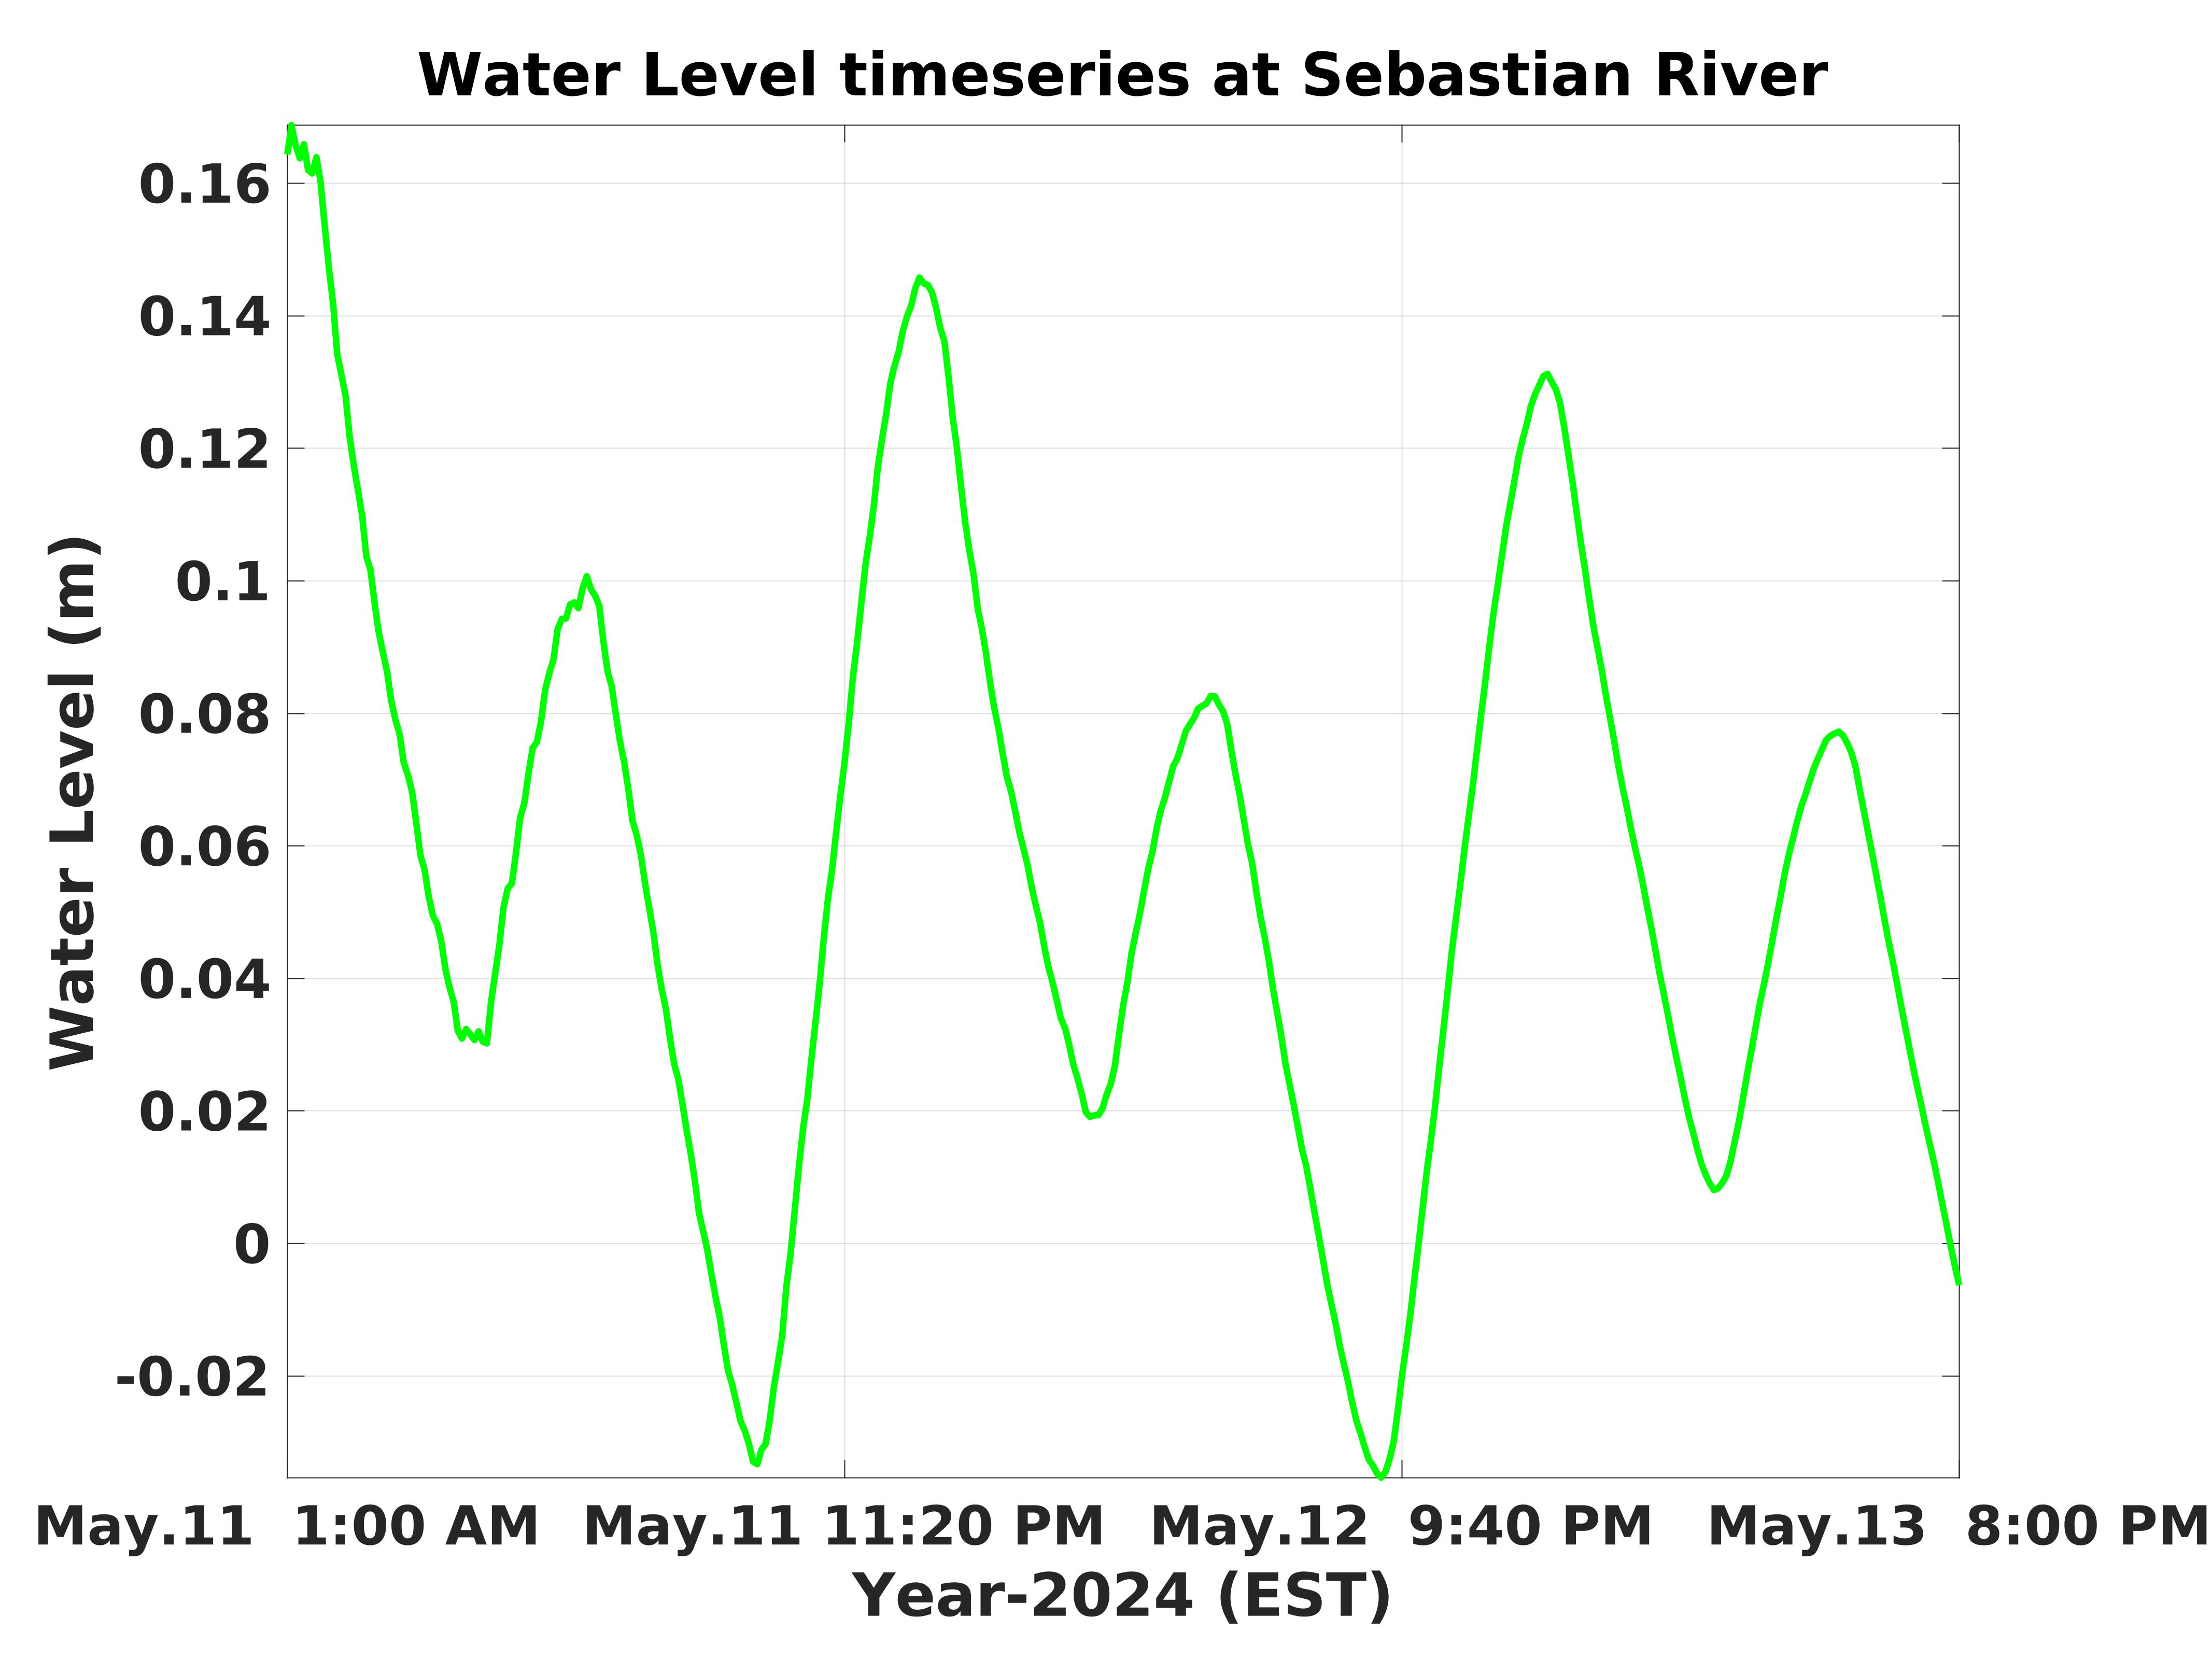 Water Level timeseries at Sebastian River
Water Level (m)
0.16
0.14
0.12
0.1
0.08
0.06
0.04
0.02
0
-0.02
May.11  1:00 AM
May.11 11:20 PM
May.12  9:40 PM
May.13  8:00 PM
Year-2024 (EST)